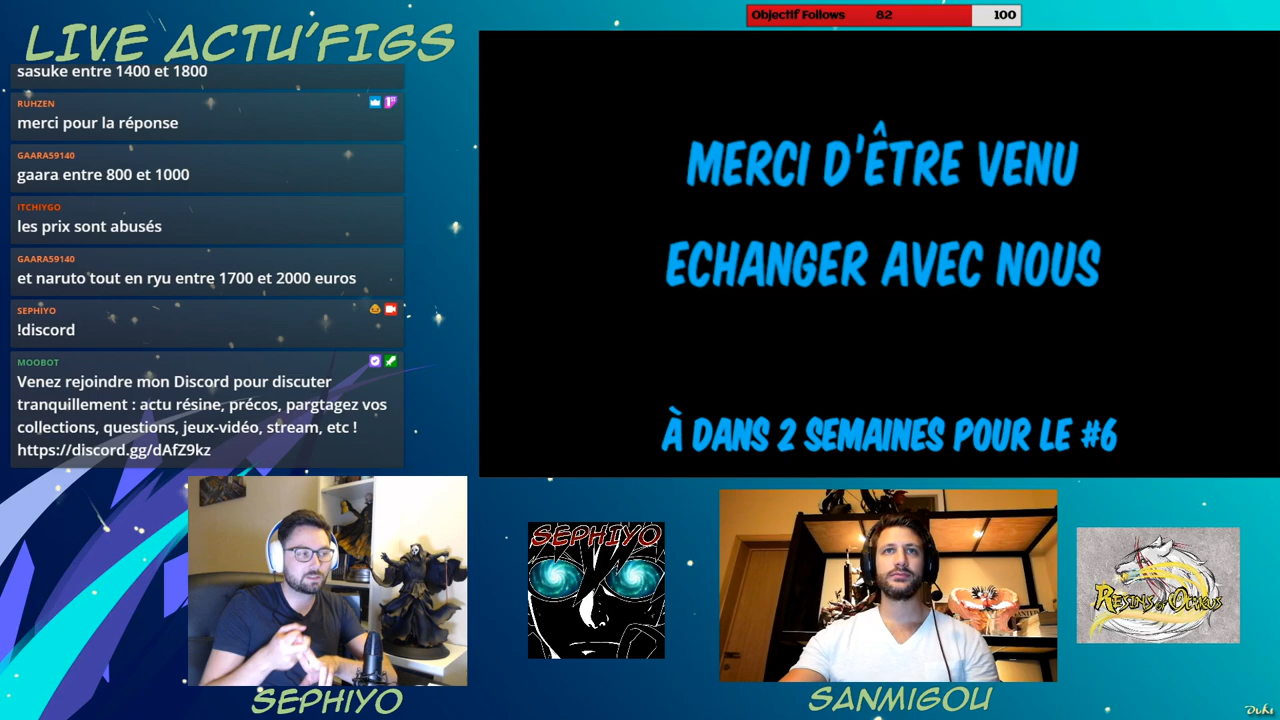 Objectif Follows 82 100
LIVE ACTU'FIGS
sasuke entre 1400 et 1800
RUHZEN
merci pour la réponse
GAARA59140
gaara entre 800 et 1000
ITCHIYGO
les prix sont abusés
GAARA59140
et naruto tout en ryu entre 1700 et 2000 euros
SEPHIYO
!discord
MOOBOT
Venez rejoindre mon Discord pour discuter
tranquillement : actu résine, précos, pargtagez vos
collections, questions, jeux-vidéo, stream, etc !
https://discord.gg/dAfZ9kz
MERCI D'ÊTRE VENU
ECHANGER AVEC NOUS
À DANS 2 SEMAINES POUR LE #6
SEPHIYO
RESINS OF OTAKUS
SEPHIYO
SANMIGOU